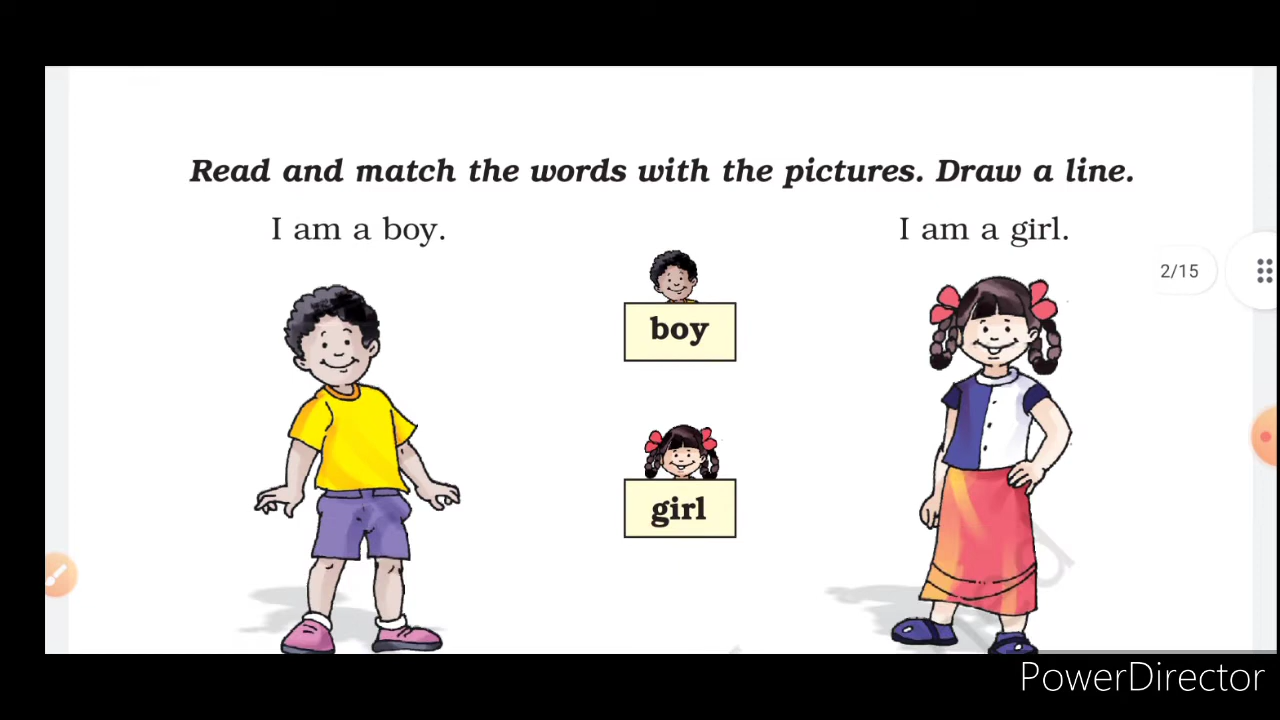 Read and match the words with the pictures. Draw a line.
I am a boy.
I am a girl.
2/15
boy
girl
PowerDirector